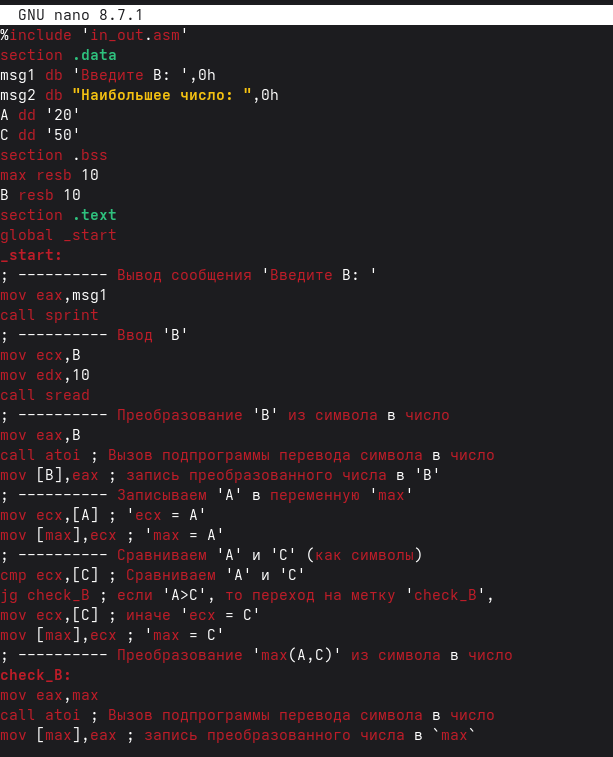 GNU nano 8.7.1
%include 'in_out.asm'
section .data
msg1 db 'Введите B: ',0h
msg2 db "Наибольшее число: ",0h
A dd '20'
C dd '50'
section .bss
max resb 10
B resb 10
section .text
global _start
_start:
; ---------- Вывод сообщения 'Введите B: '
mov eax,msg1
call sprint
; ---------- Ввод 'B'
mov ecx,B
mov edx,10
call sread
; ---------- Преобразование 'B' из символа в число
mov eax,B
call atoi ; Вызов подпрограммы перевода символа в число
mov [B],eax ; запись преобразованного числа в 'B'
; ---------- Записываем 'A' в переменную 'max'
mov ecx,[A] ; 'ecx = A'
mov [max],ecx ; 'max = A'
; ---------- Сравниваем 'A' и 'С' (как символы)
cmp ecx,[C] ; Сравниваем 'A' и 'С'
jg check_B ; если 'A>C', то переход на метку 'check_B',
mov ecx,[C] ; иначе 'ecx = C'
mov [max],ecx ; 'max = C'
; ---------- Преобразование 'max(A,C)' из символа в число
check_B:
mov eax,max
call atoi ; Вызов подпрограммы перевода символа в число
mov [max],eax ; запись преобразованного числа в `max`